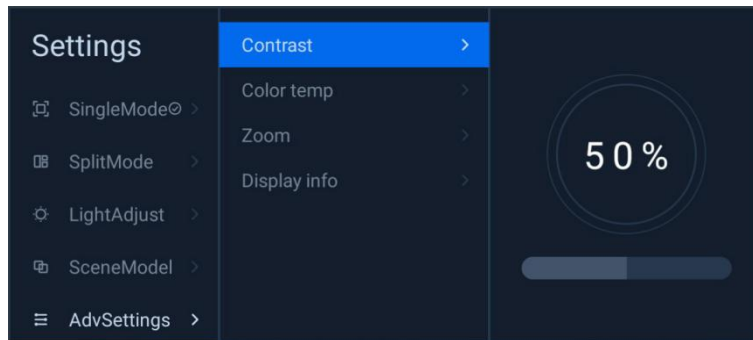 Settings
SingleMode
SplitMode
LightAdjust
SceneModel
AdvSettings
Contrast
Color temp
Zoom
Display info
50%